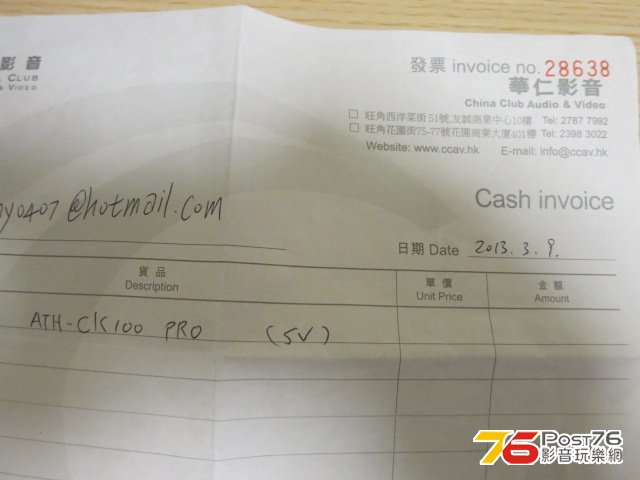 影音
CLUB
& VIDEO
發票 invoice no. 28638
華仁影音
China Club Audio & Video
旺角西洋菜街 51號,友誠商業中心10樓 Tel: 2787 7992
旺角花園街75-77號花園商業大廈401樓 Tel: 2398 3022
Website: www.ccav.hk E-mail: info@ccav.hk
Cash invoice
y0407@hotmail.com
日期 Date 2013.3.9.
貨品 單價 金額
Description Unit Price Amount
ATH-CK100 PRO (SV)
76 POST76
影音玩樂網